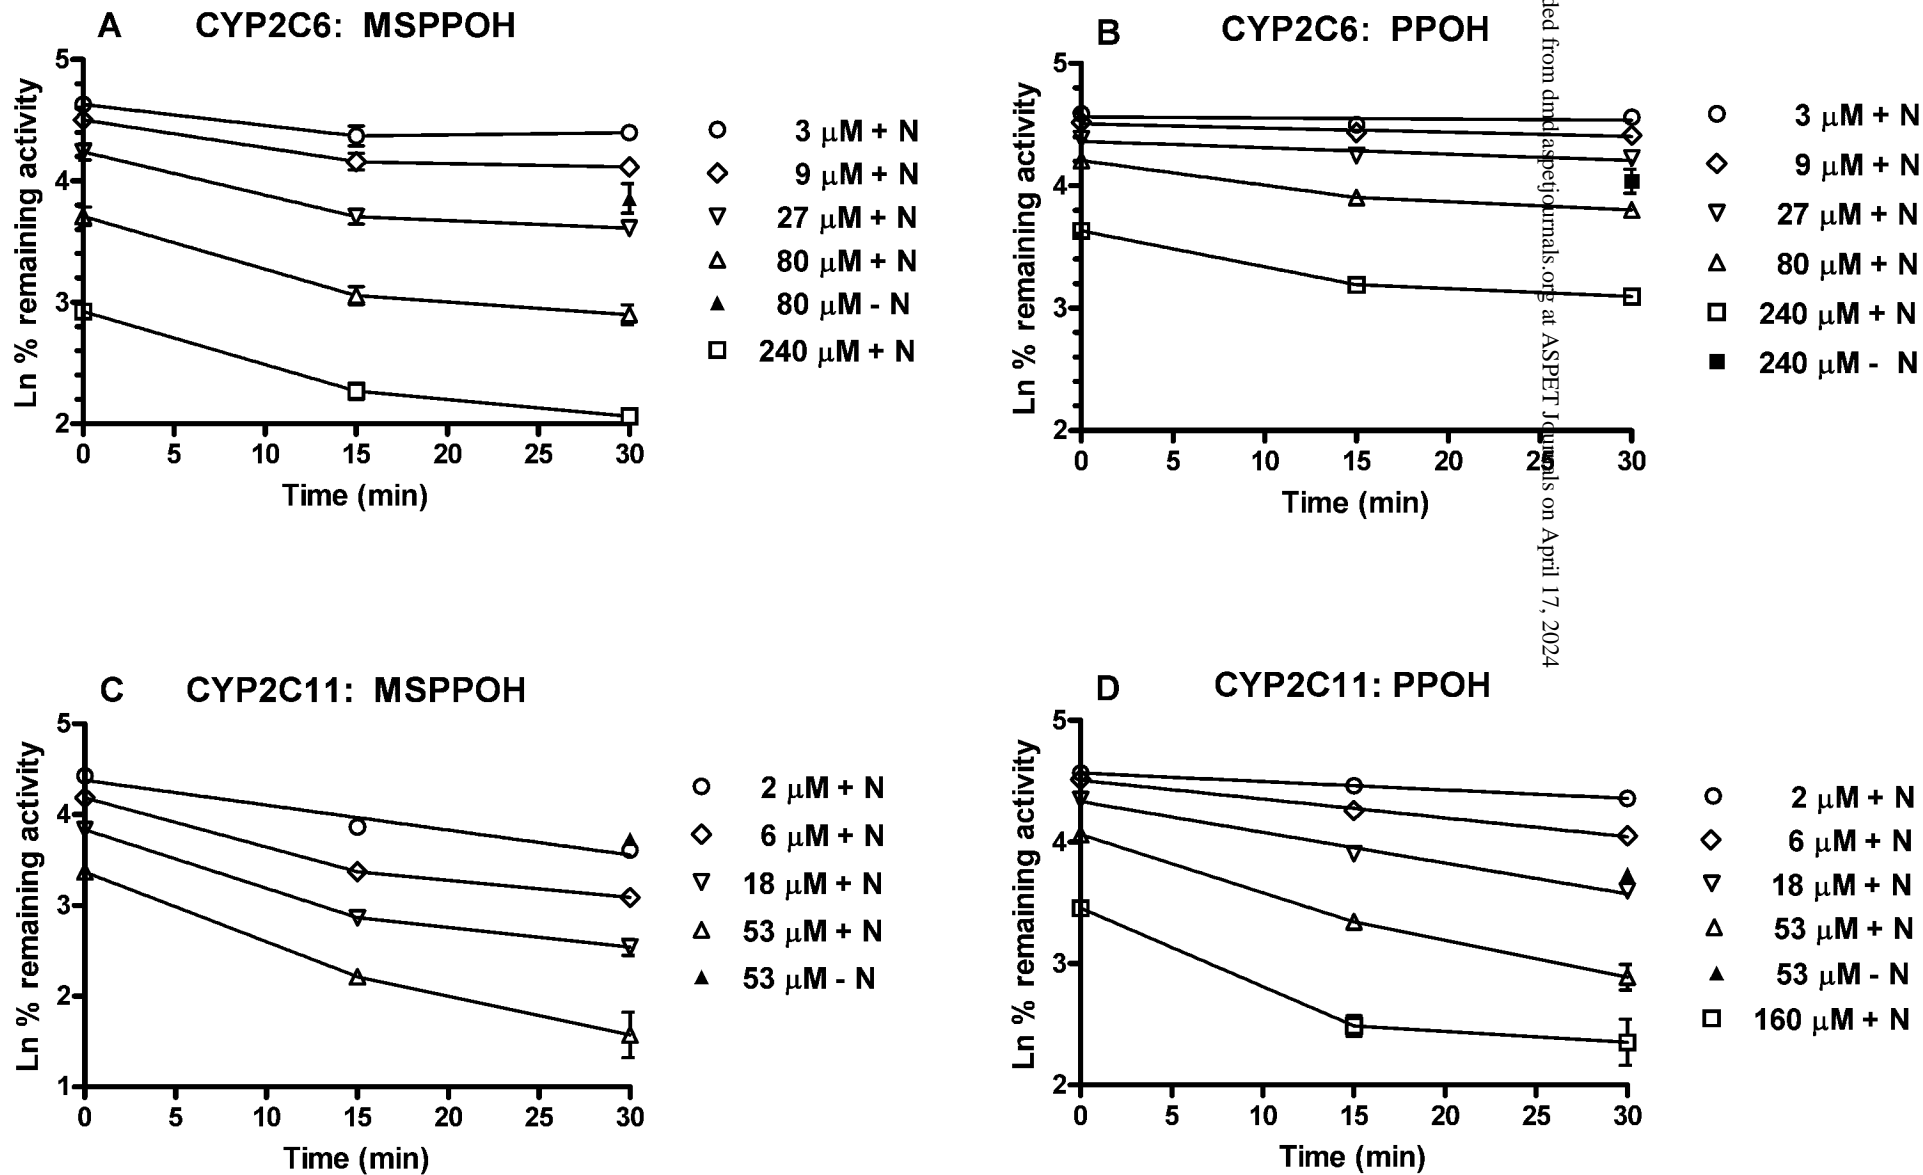 A CYP2C6: MSPPOH
Ln % remaining activity
5
4
3
2
0 5 10 15 20 25 30
Time (min)
3 μM + N
9 μM + N
27 μM + N
80 μM + N
80 μM - N
240 μM + N
B CYP2C6: PPOH
Ln % remaining activity
5
4
3
2
0 5 10 15 20 25 30
Time (min)
3 μM + N
9 μM + N
27 μM + N
80 μM + N
240 μM + N
240 μM - N
ded from dmd.aspetjournals.org at ASPET Journals on April 17, 2024
C CYP2C11: MSPPOH
Ln % remaining activity
5
4
3
2
1
0 5 10 15 20 25 30
Time (min)
2 μM + N
6 μM + N
18 μM + N
53 μM + N
53 μM - N
D CYP2C11: PPOH
Ln % remaining activity
5
4
3
2
0 5 10 15 20 25 30
Time (min)
2 μM + N
6 μM + N
18 μM + N
53 μM + N
53 μM - N
160 μM + N